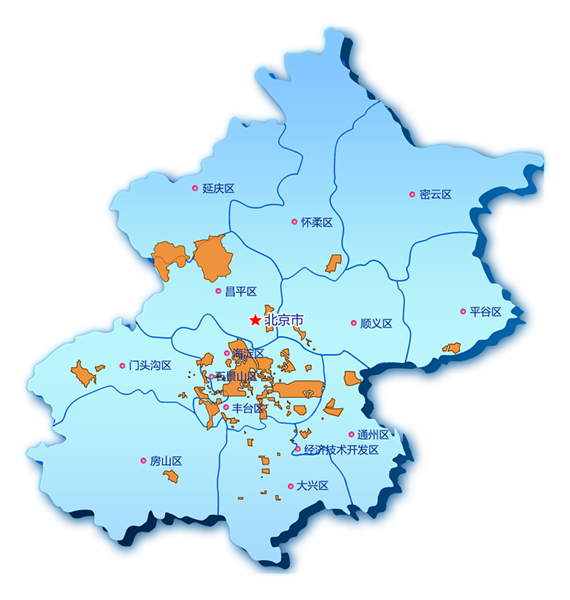 延庆区
密云区
怀柔区
昌平区
平谷区
北京市
顺义区
海淀区
门头沟区
石景山区
丰台区
通州区
经济技术开发区
房山区
大兴区